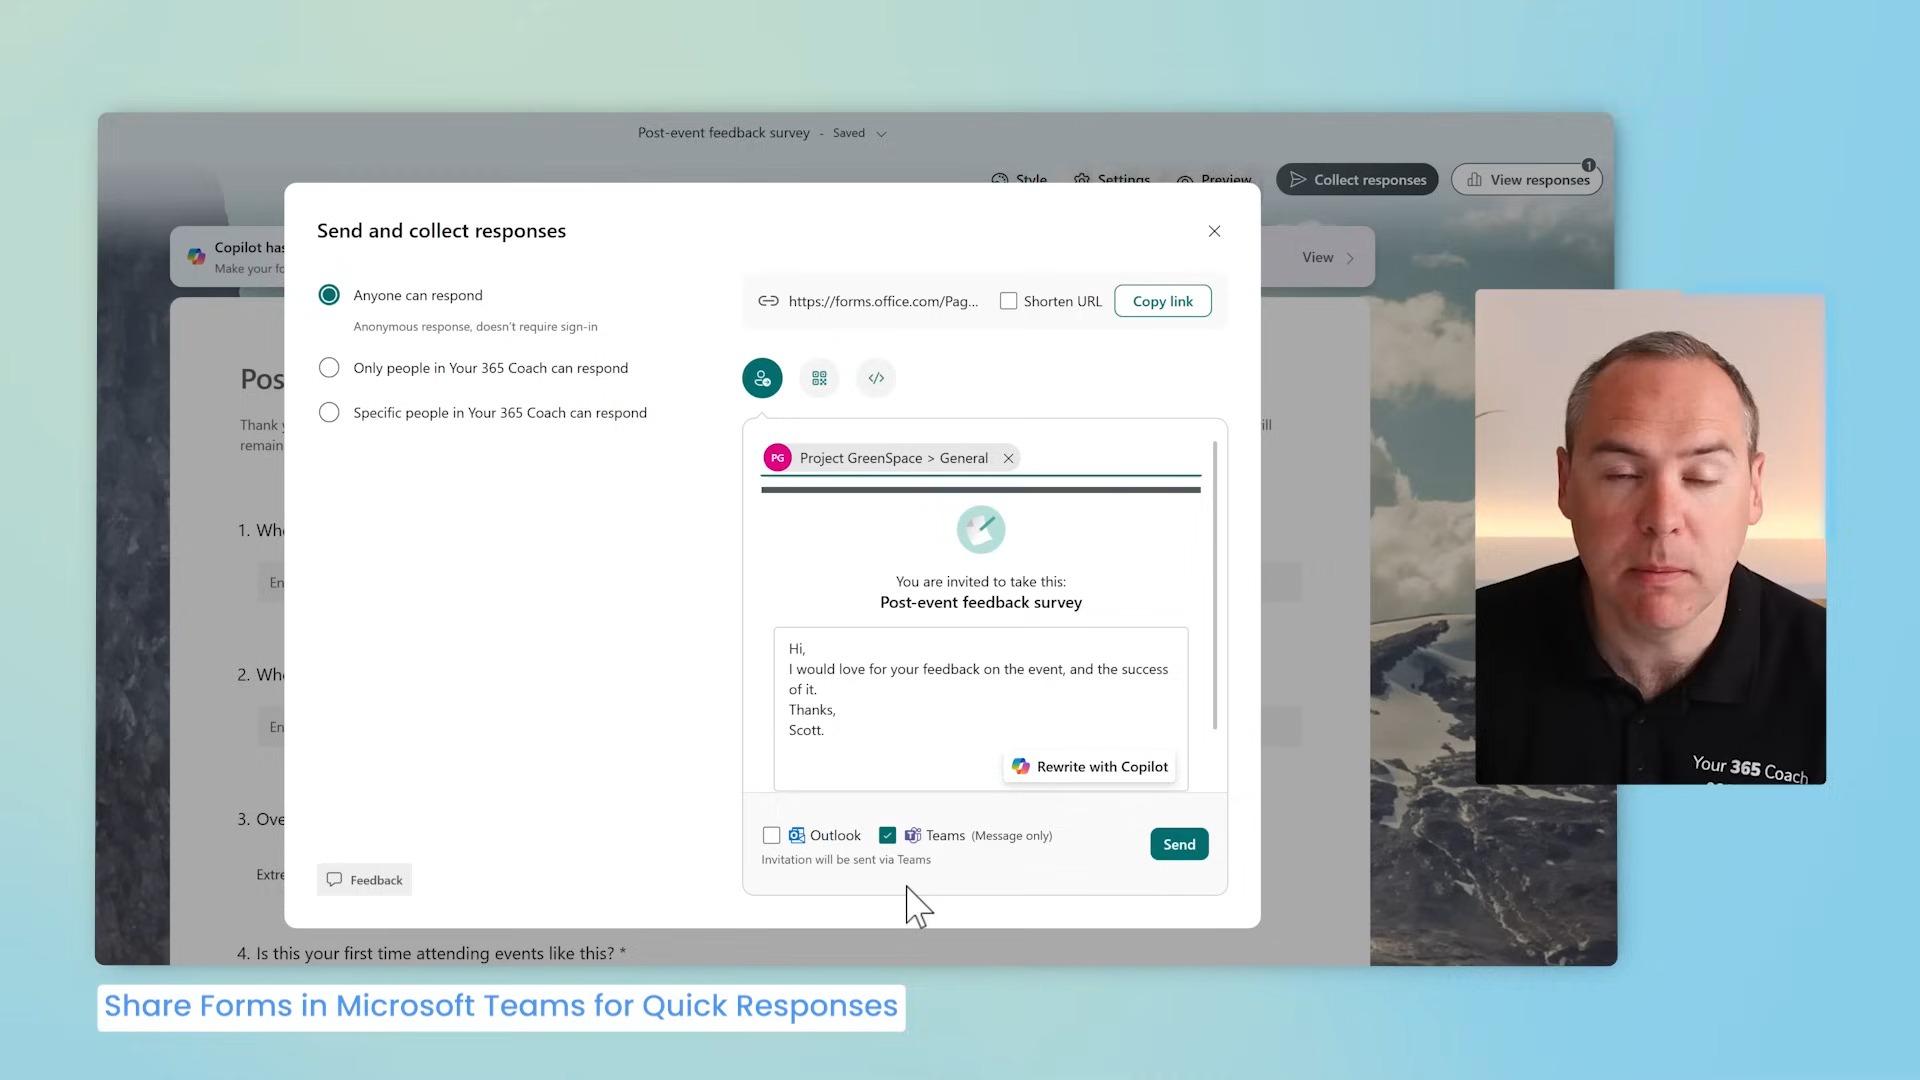 Post-event feedback survey - Saved
Style
Settings
Preview
Collect responses
View responses
1
Send and collect responses
Copilot has
Make your fo
View
Anyone can respond
Anonymous response, doesn't require sign-in
Only people in Your 365 Coach can respond
Specific people in Your 365 Coach can respond
https://forms.office.com/Pag...
Shorten URL
Copy link
Pos
Thank
remain
ill
PG Project GreenSpace > General
You are invited to take this:
Post-event feedback survey
Hi,
I would love for your feedback on the event, and the success
of it.
Thanks,
Scott.
Rewrite with Copilot
1. Whe
En
2. Whe
En
3. Ove
Extre
Outlook
Teams (Message only)
Invitation will be sent via Teams
Send
Feedback
4. Is this your first time attending events like this? *
Your 365 Coach
Share Forms in Microsoft Teams for Quick Responses